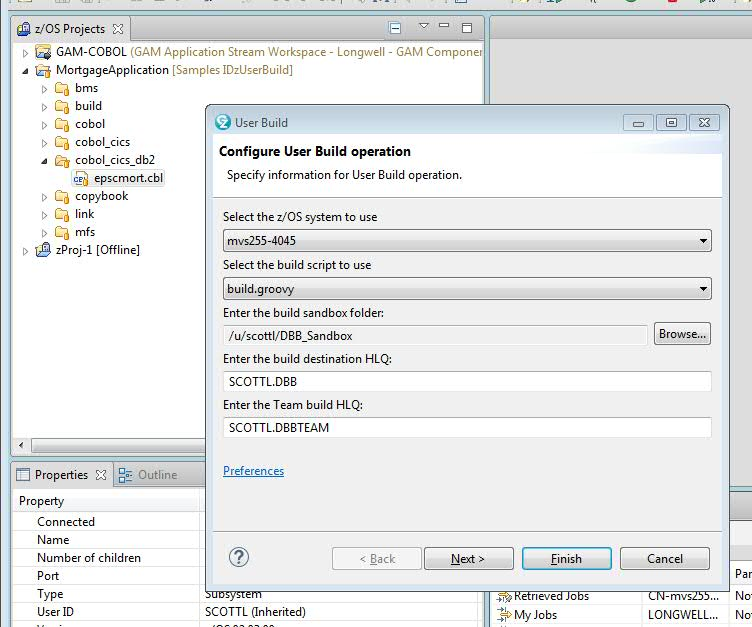 z/OS Projects
GAM-COBOL (GAM Application Stream Workspace - Longwell - GAM Componer
MortgageApplication [Samples IDzUserBuild]
bms
build
cobol
cobol_cics
cobol_cics_db2
epscmort.cbl
copybook
link
mfs
zProj-1 [Offline]
User Build
Configure User Build operation
Specify information for User Build operation.
Select the z/OS system to use
mvs255-4045
Select the build script to use
build.groovy
Enter the build sandbox folder:
/u/scottl/DBB_Sandbox
Browse...
Enter the build destination HLQ:
SCOTTL.DBB
Enter the Team build HLQ:
SCOTTL.DBBTEAM
Preferences
< Back
Next >
Finish
Cancel
Properties
Outline
Property
Connected
Name
Number of children
Port
Type
Subsystem
User ID
SCOTTL (Inherited)
Par
Retrieved Jobs
CN-mvs255...
No
My Jobs
LONGWELL...
No